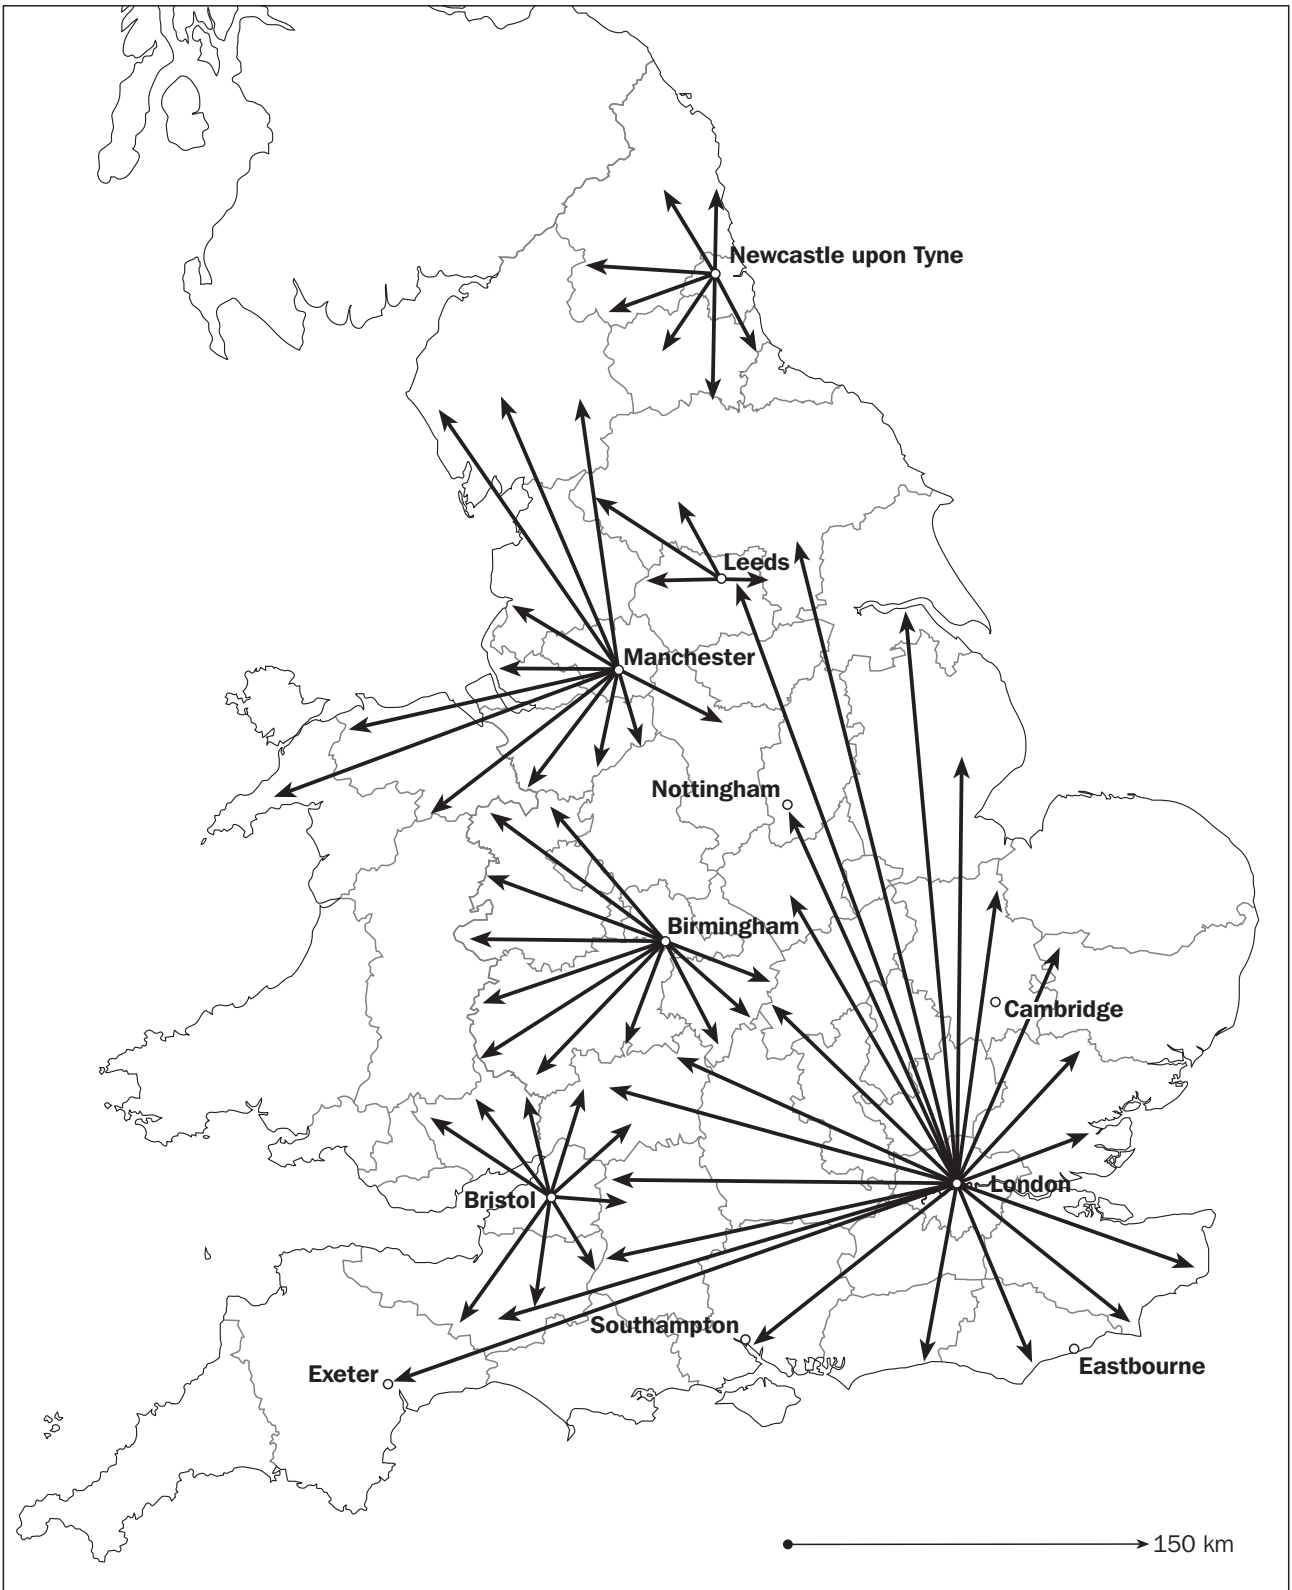 Newcastle upon Tyne
Leeds
Manchester
Nottingham
Birmingham
Cambridge
London
Bristol
Southampton
Exeter
Eastbourne
150 km